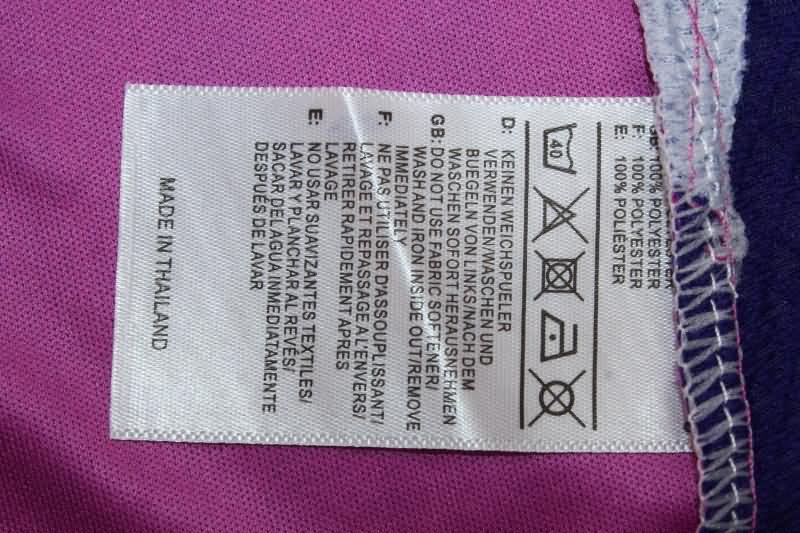 GB: 100% POLYESTER
F: 100% POLYESTER
E: 100% POLIÉSTER
40
D: KEINEN WEICHSPUELER
VERWENDEN/WASCHEN UND
BUEGELN VON LINKS/NACH DEM
WASCHEN SOFORT HERAUSNEHMEN
GB: DO NOT USE FABRIC SOFTENER/
WASH AND IRON INSIDE OUT/REMOVE
IMMEDIATELY
F: NE PAS UTILISER D'ASSOUPLISSANT/
LAVAGE ET REPASSAGE A L'ENVERS/
RETIRER RAPIDEMENT APRES
LAVAGE
E: NO USAR SUAVIZANTES TEXTILES/
LAVAR Y PLANCHAR AL REVÉS/
SACAR DEL AGUA INMEDIATAMENTE
DESPUÉS DE LAVAR
MADE IN THAILAND